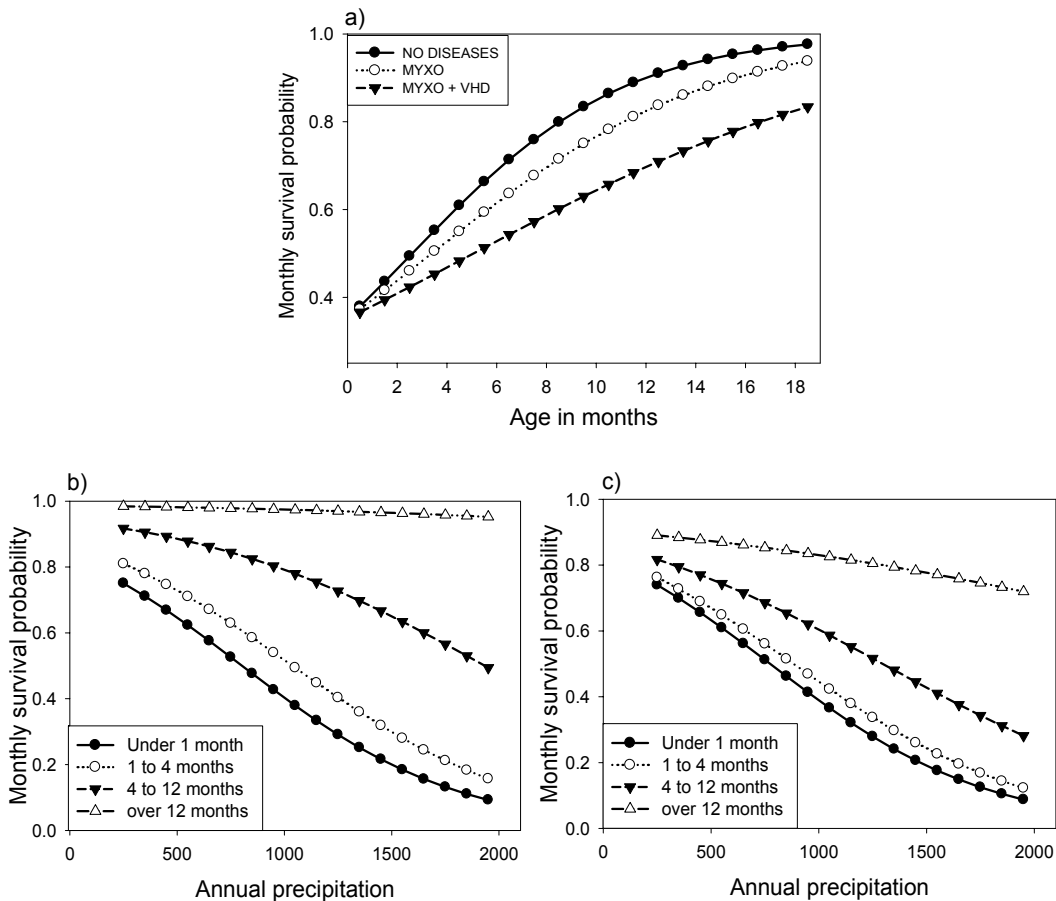 a)
Monthly survival probability
1.0
0.8
0.6
0.4
NO DISEASES
MYXO
MYXO + VHD
0 2 4 6 8 10 12 14 16 18
Age in months
b)
Monthly survival probability
1.0
0.8
0.6
0.4
0.2
0.0
Under 1 month
1 to 4 months
4 to 12 months
over 12 months
0 500 1000 1500 2000
Annual precipitation
c)
Monthly survival probability
1.0
0.8
0.6
0.4
0.2
0.0
Under 1 month
1 to 4 months
4 to 12 months
over 12 months
0 500 1000 1500 2000
Annual precipitation